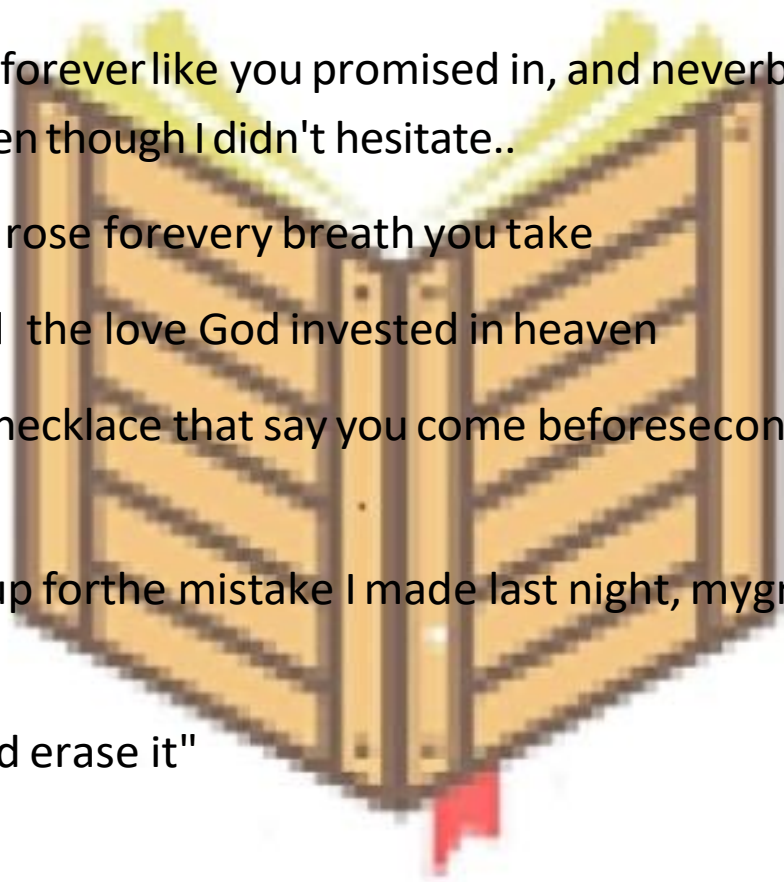 forever like you promised in, and neverb
en though I didn't hesitate..
rose forevery breath you take
the love God invested in heaven
necklace that say you come beforesecon
up forthe mistake I made last night, mygr
d erase it"